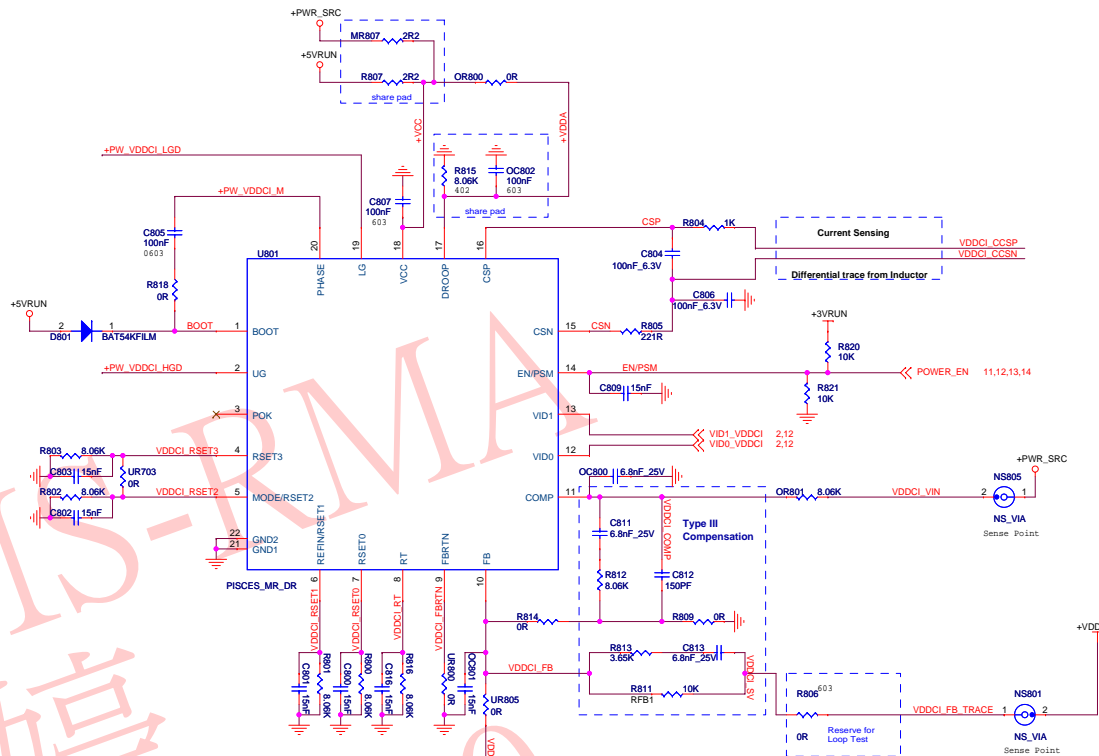 +PWR_SRC
MR807 2R2
+5VRUN
R807 2R2
OR800 0R
share pad
+VCC
+VDDA
+PW_VDDCI_LGD
R815
8.06K
402
OC802
100nF
603
share pad
+PW_VDDCI_M
C807
100nF
603
C805
100nF
0603
R818
0R
20
19
18
17
16
U801
PHASE
LG
VCC
DROOP
CSP
CSP
R804 1K
C804
100nF_6.3V
Current Sensing
VDDCI_CCSP
VDDCI_CCSN
Differential trace from Inductor
C806
100nF_6.3V
+5VRUN
2
1
D801
BAT54KFILM
BOOT
1
BOOT
CSN
15
CSN
R805
221R
+3VRUN
R820
10K
+PW_VDDCI_HGD
2
UG
EN/PSM
14
EN/PSM
POWER_EN 11,12,13,14
C809 15nF
R821
10K
3
POK
VID1
13
VID1_VDDCI 2,12
VID0_VDDCI 2,12
R803 8.06K
VDDCI_RSET3
4
RSET3
VID0
12
C803 15nF
UR703
0R
OC800 6.8nF_25V
+PWR_SRC
R802 8.06K
VDDCI_RSET2
5
MODE/RSET2
COMP
11
OR801 8.06K
VDDCI_VIN
2
NS805
1
NS_VIA
Sense Point
C802 15nF
22
21
GND2
GND1
REFIN/RSET1
RSET0
RT
FBRTN
FB
C811
6.8nF_25V
VDDCI_COMP
Type III
Compensation
PISCES_MR_DR
6
7
8
9
10
R812
8.06K
C812
150PF
VDDCI_RSET1
VDDCI_RSET0
VDDCI_RT
VDDCI_FBRTN
R814
0R
R809 0R
+VDD
C801 15nF
R801 8.06K
C800 15nF
R800 8.06K
C816 15nF
R816 8.06K
UR800 0R
OC801 15nF
VDDCI_FB
R813
3.65K
C813
6.8nF_25V
R811 10K
RFB1
VDDCI_SV
UR805
0R
R806
603
0R
Reserve for
Loop Test
VDDCI_FB_TRACE
1
NS801
2
NS_VIA
Sense Point
IS-RMA